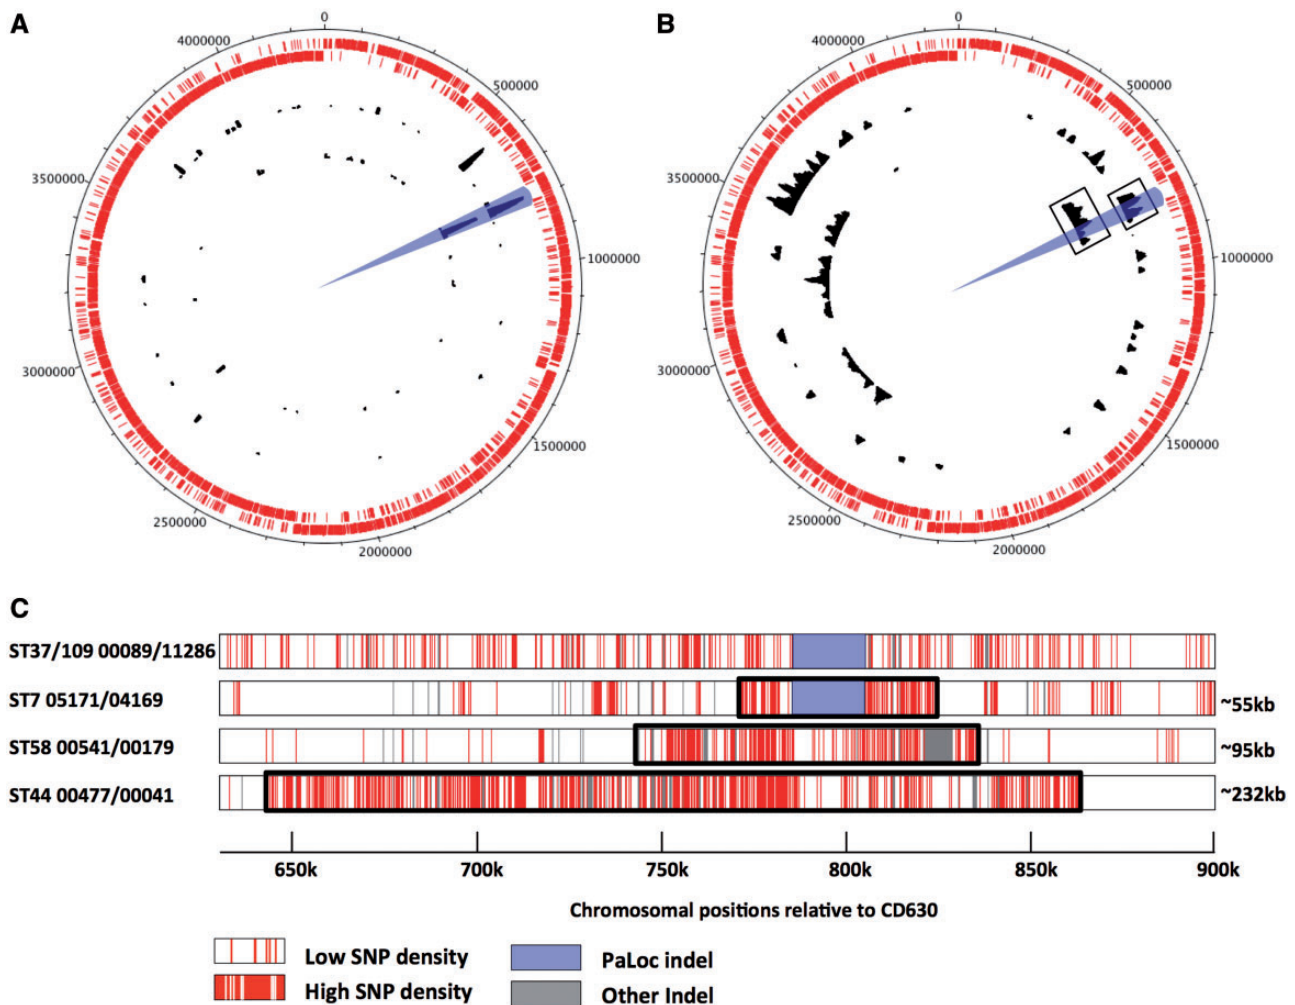 A
B
0
500000
1000000
1500000
2000000
2500000
3000000
3500000
4000000
0
500000
1000000
1500000
2000000
2500000
3000000
3500000
4000000
C
ST37/109 00089/11286
ST7 05171/04169
~55kb
ST58 00541/00179
~95kb
ST44 00477/00041
~232kb
650k 700k 750k 800k 850k 900k
Chromosomal positions relative to CD630
Low SNP density
PaLoc indel
High SNP density
Other Indel